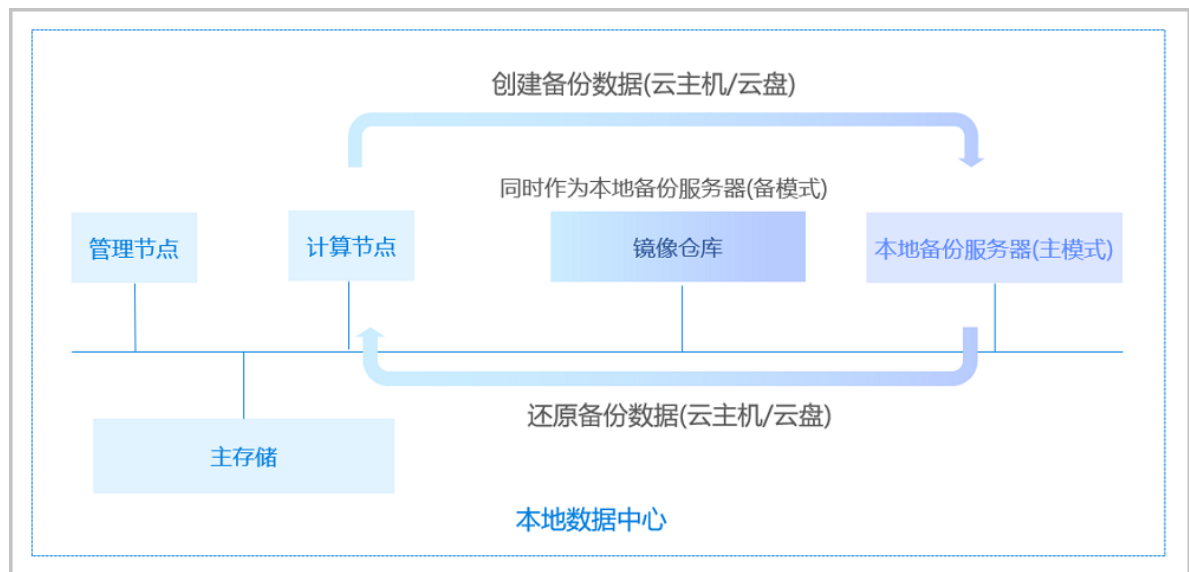 创建备份数据(云主机/云盘)
同时作为本地备份服务器(备模式)
管理节点
计算节点
镜像仓库
本地备份服务器(主模式)
还原备份数据(云主机/云盘)
主存储
本地数据中心